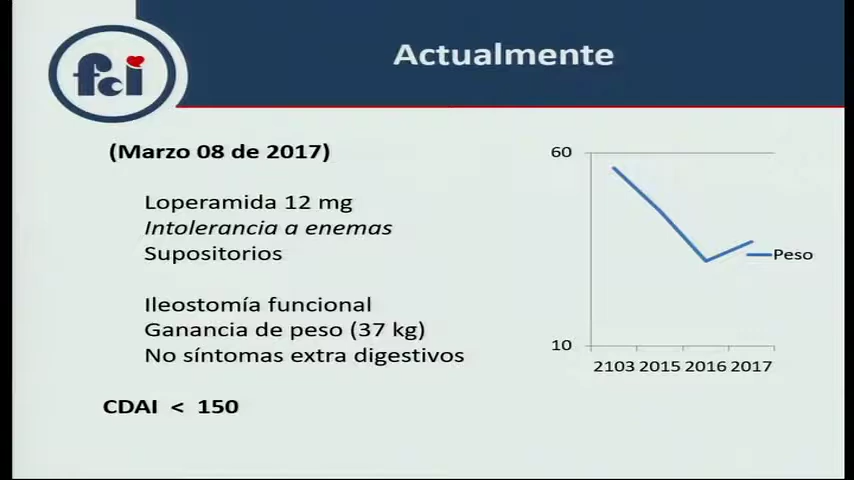 fci
Actualmente
(Marzo 08 de 2017)
Loperamida 12 mg
Intolerancia a enemas
Supositorios
Ileostomía funcional
Ganancia de peso (37 kg)
No síntomas extra digestivos
CDAI < 150
60
Peso
10
2103 2015 2016 2017